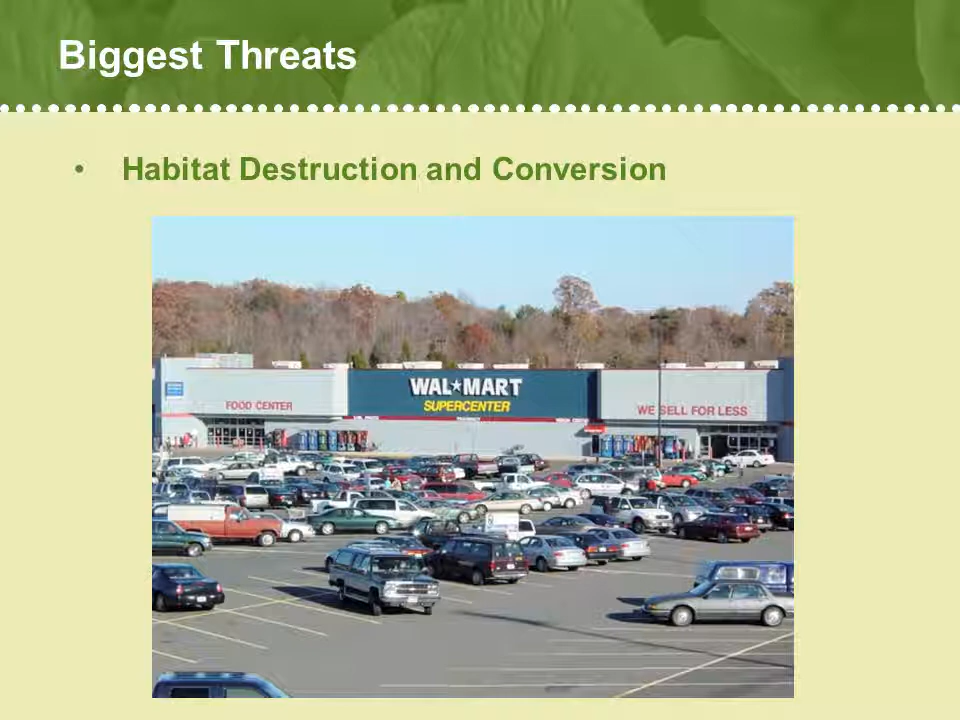 Biggest Threats
• Habitat Destruction and Conversion
WAL★MART
SUPERCENTER
FOOD CENTER
WE SELL FOR LESS